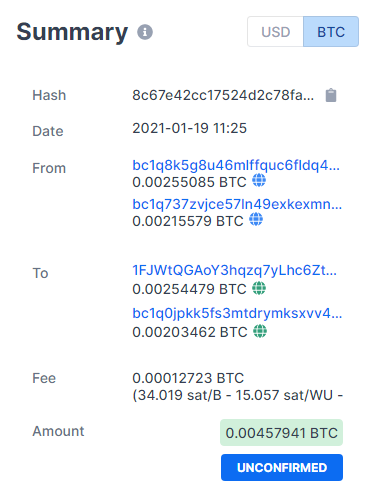 Summary
USD BTC
Hash 8c67e42cc17524d2c78fa...
Date 2021-01-19 11:25
From bc1q8k5g8u46mlffquc6fldq4...
0.00255085 BTC
bc1q737zvjce57ln49exkexmn...
0.00215579 BTC
To 1FJWtQGAoY3hqzq7yLhc6Zt...
0.00254479 BTC
bc1q0jpkk5fs3mtdrymksxvv4...
0.00203462 BTC
Fee 0.00012723 BTC
(34.019 sat/B - 15.057 sat/WU -
Amount 0.00457941 BTC
UNCONFIRMED